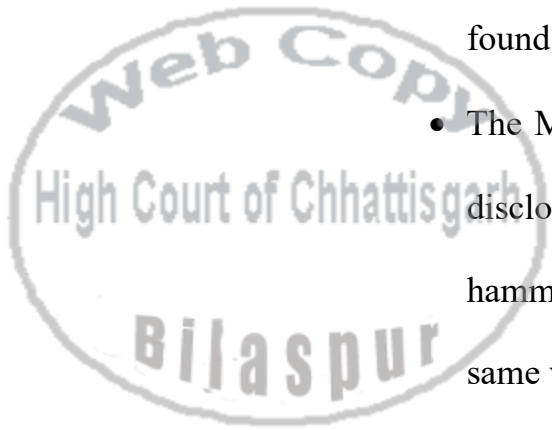 found
Web Copy
• The M
High Court of Chhattisgarh
disclo
hamm
Bilaspur
same